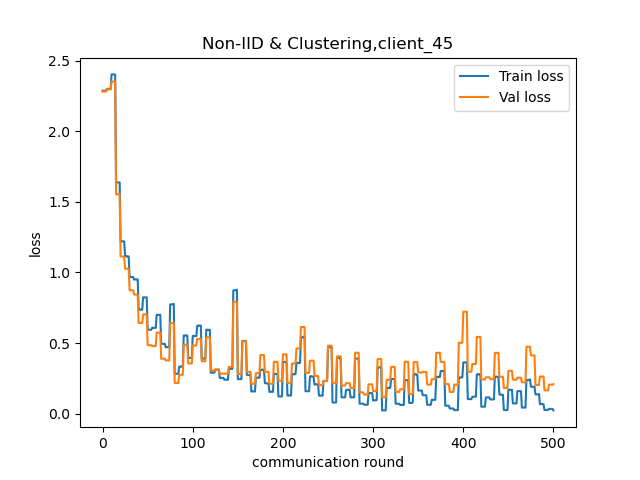 Non-IID & Clustering,client_45
Train loss
Val loss
loss
2.5
2.0
1.5
1.0
0.5
0.0
0
100
200
300
400
500
communication round